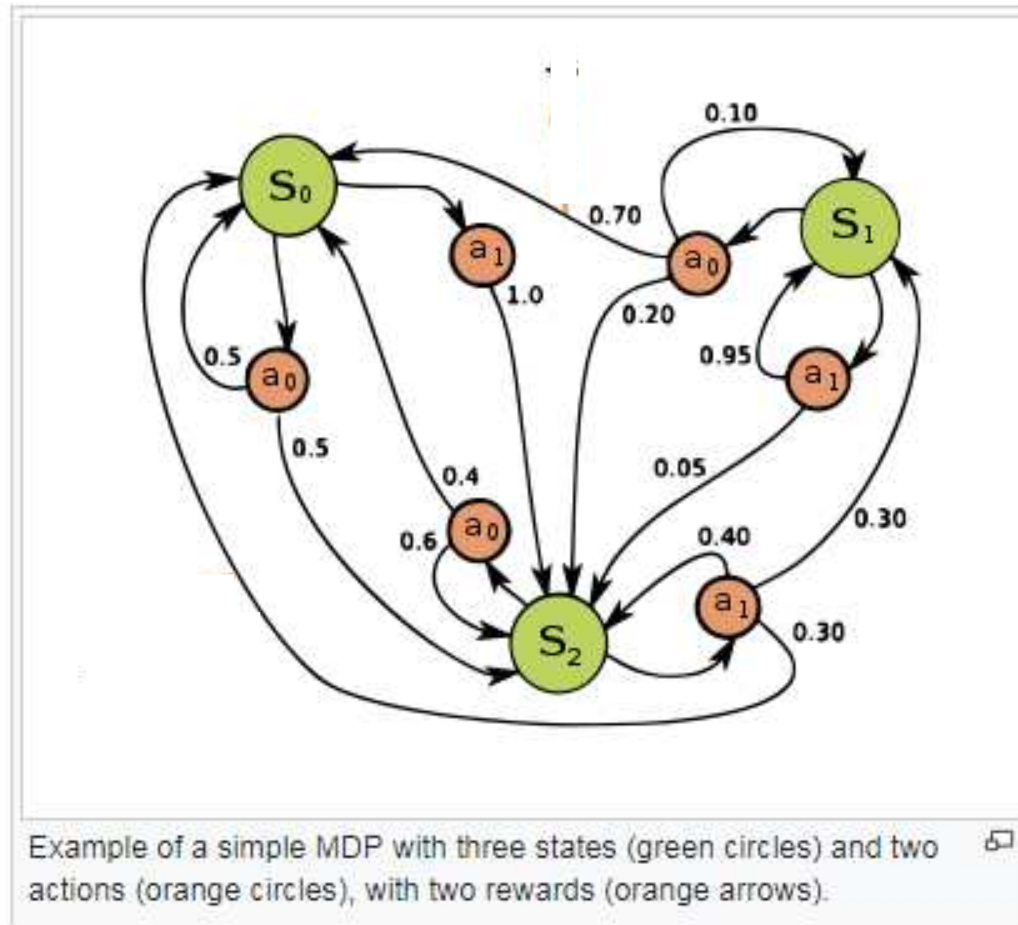 0.10
S₀
S₁
0.70
a₁
a₀
1.0
0.20
0.5
a₀
0.95
a₁
0.5
0.05
0.4
0.30
a₀
0.6
0.40
a₁
0.30
S₂
Example of a simple MDP with three states (green circles) and two
actions (orange circles), with two rewards (orange arrows).